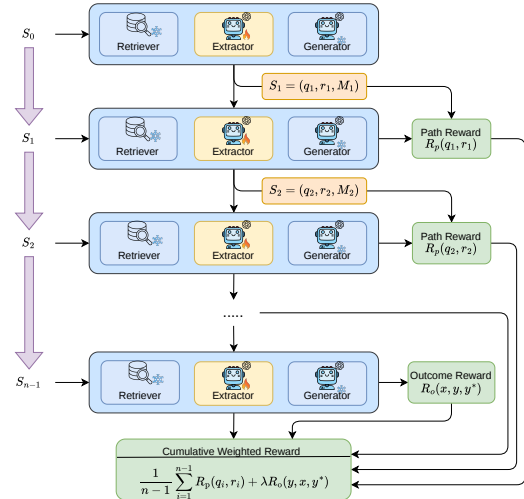 S_0
Retriever Extractor Generator
S_1 = (q_1, r_1, M_1)
S_1
Retriever Extractor Generator
Path Reward
R_p(q_1, r_1)
S_2 = (q_2, r_2, M_2)
S_2
Retriever Extractor Generator
Path Reward
R_p(q_2, r_2)
.....
S_{n-1}
Retriever Extractor Generator
Outcome Reward
R_o(x, y, y*)
Cumulative Weighted Reward
\frac{1}{n-1} \sum_{i=1}^{n-1} R_p(q_i, r_i) + λR_o(y, x, y*)